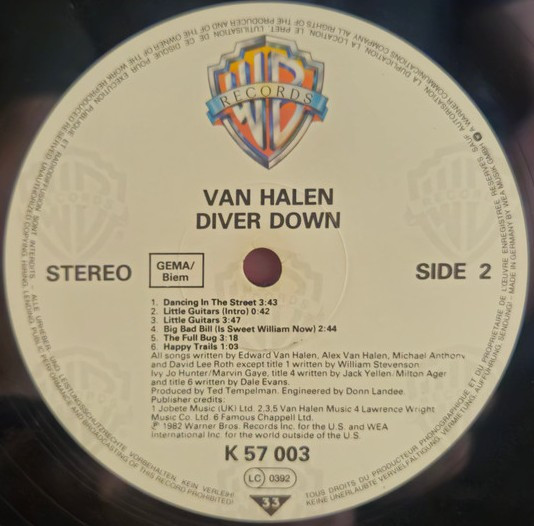 WB
RECORDS
VAN HALEN
DIVER DOWN
STEREO
GEMA/
Biem
SIDE 2
1. Dancing In The Street 3:43
2. Little Guitars (Intro) 0:42
3. Little Guitars 3:47
4. Big Bad Bill (Is Sweet William Now) 2:44
5. The Full Bug 3:18
6. Happy Trails 1:03
All songs written by Edward Van Halen, Alex Van Halen, Michael Anthony
and David Lee Roth except title 1 written by William Stevenson.
Ivy Jo Hunter/Marvin Gaye, title 4 written by Jack Yellen. Milton Ager
and title 6 written by Dale Evans.
Produced by Ted Tempelman. Engineered by Donn Landee.
Publisher credits:
1 Jobete Music (UK) Ltd. 2,3,5 Van Halen Music 4 Lawrence Wright
Music Co. Ltd. 6 Famous Chappell Ltd.
℗ 1982 Warner Bros. Records Inc. for the U.S. and WEA
International Inc. for the world outside of the U.S.
K 57 003
LC 0392
33